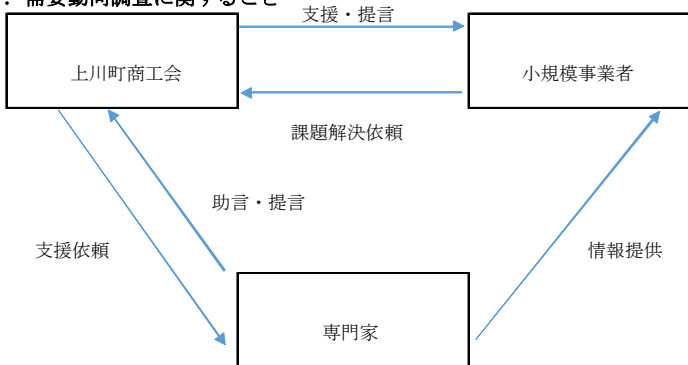 ．需要動向調査に関すること
支援・提言
上川町商工会
小規模事業者
課題解決依頼
助言・提言
支援依頼
情報提供
専門家